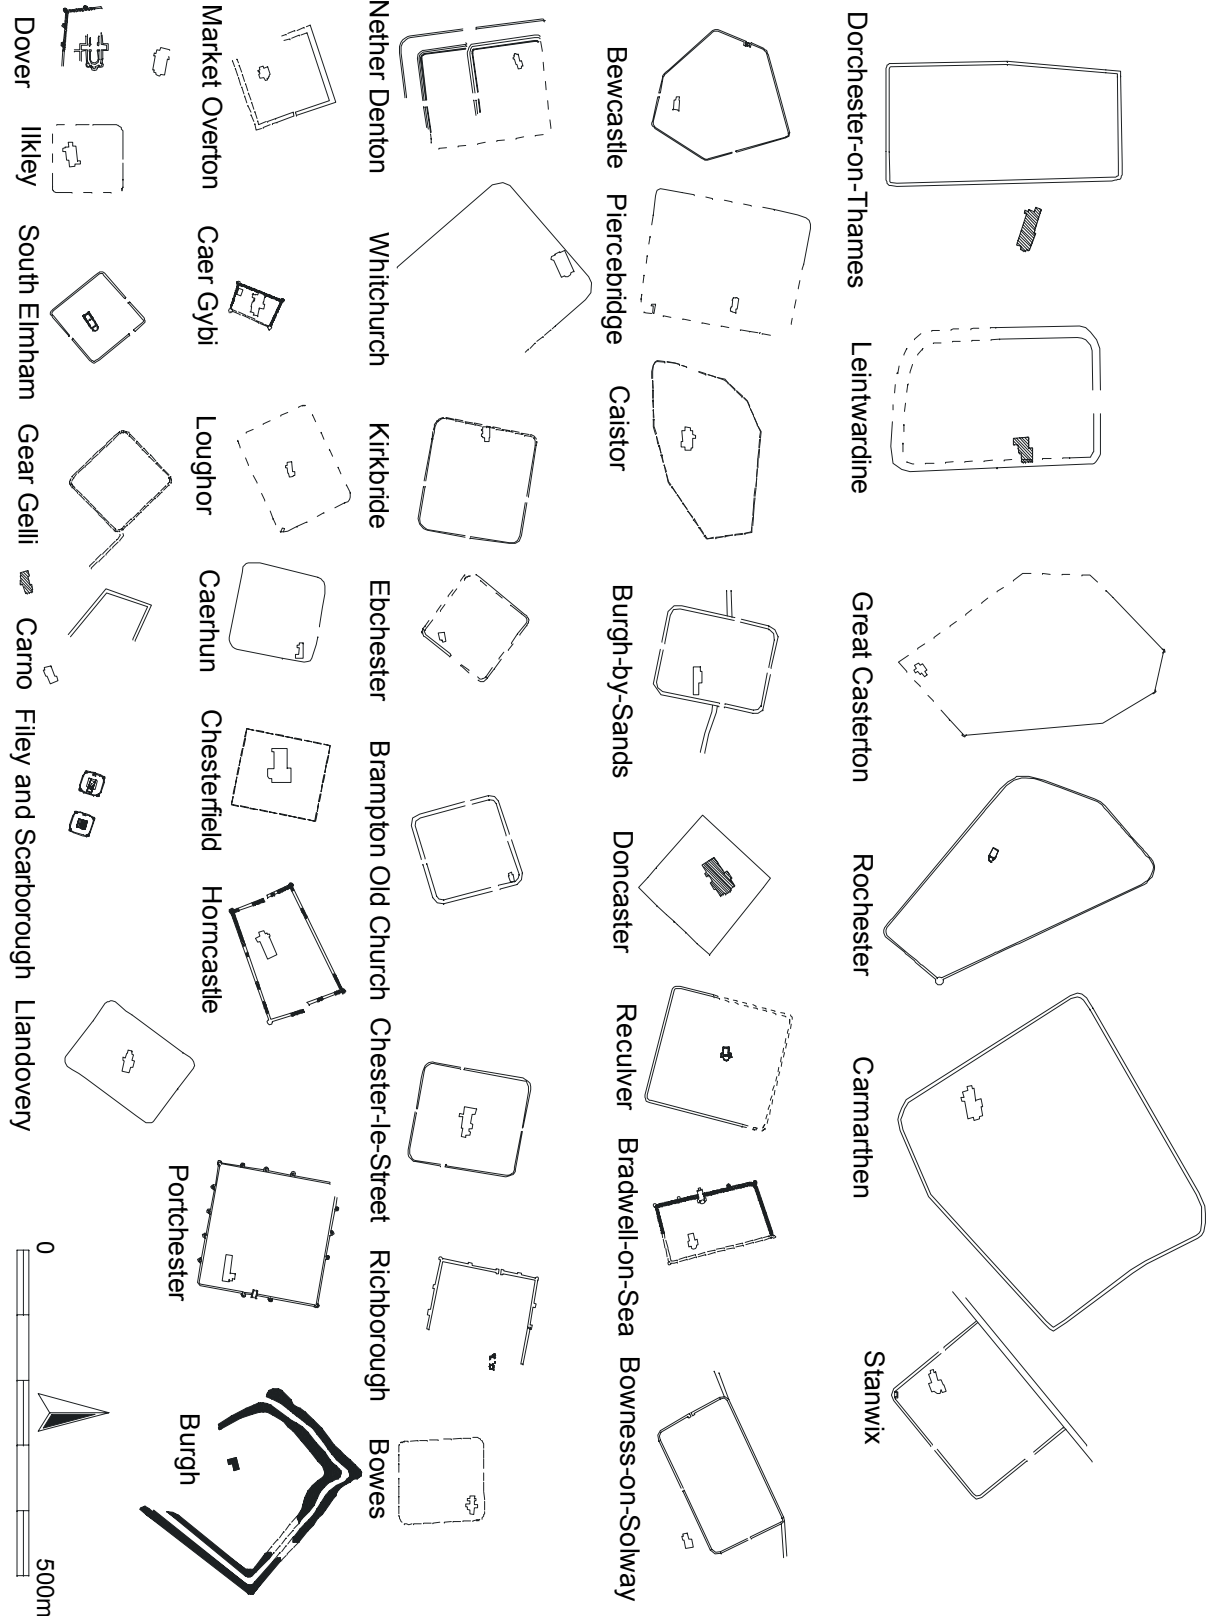 Dorchester-on-Thames
Leintwardine
Great Casterton
Rochester
Carmarthen
Stanwix
Bewcastle
Piercebridge
Caistor
Burgh-by-Sands
Doncaster
Reculver
Bradwell-on-Sea
Bowness-on-Solway
Nether Denton
Whitchurch
Kirkbride
Ebchester
Brampton Old Church
Chester-le-Street
Richborough
Bowes
Market Overton
Caer Gybi
Loughor
Caerhun
Chesterfield
Horncastle
Portchester
Burgh
Dover
Ilkley
South Elmham
Gear Gelli
Carno
Filey and Scarborough
Llandovery
0
500m